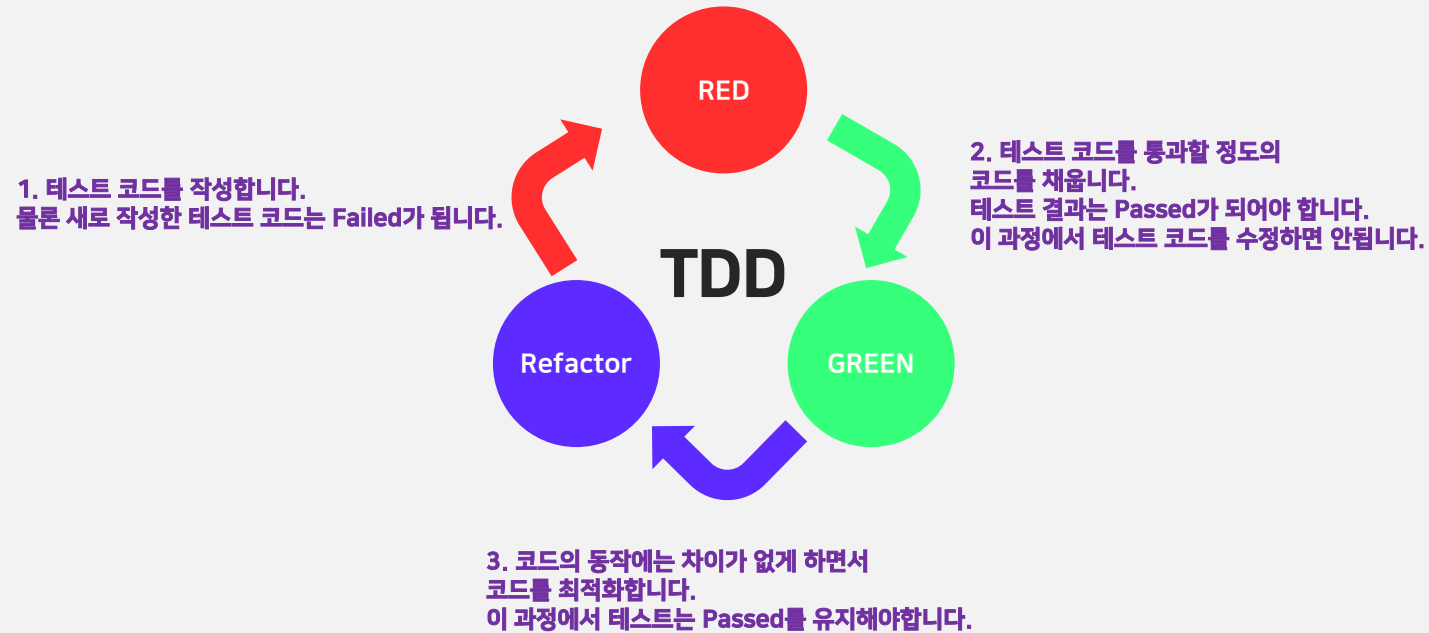 RED
1. 테스트 코드를 작성합니다.
물론 새로 작성한 테스트 코드는 Failed가 됩니다.
2. 테스트 코드를 통과할 정도의
코드를 채웁니다.
테스트 결과는 Passed가 되어야 합니다.
이 과정에서 테스트 코드를 수정하면 안됩니다.
TDD
Refactor
GREEN
3. 코드의 동작에는 차이가 없게 하면서
코드를 최적화합니다.
이 과정에서 테스트는 Passed를 유지해야합니다.